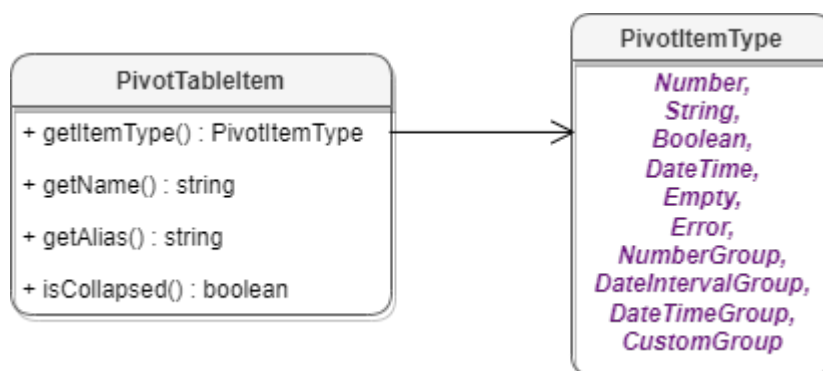 PivotTableItem
+ getItemType() : PivotItemType
+ getName() : string
+ getAlias() : string
+ isCollapsed() : boolean
PivotItemType
Number,
String,
Boolean,
DateTime,
Empty,
Error,
NumberGroup,
DateIntervalGroup,
DateTimeGroup,
CustomGroup